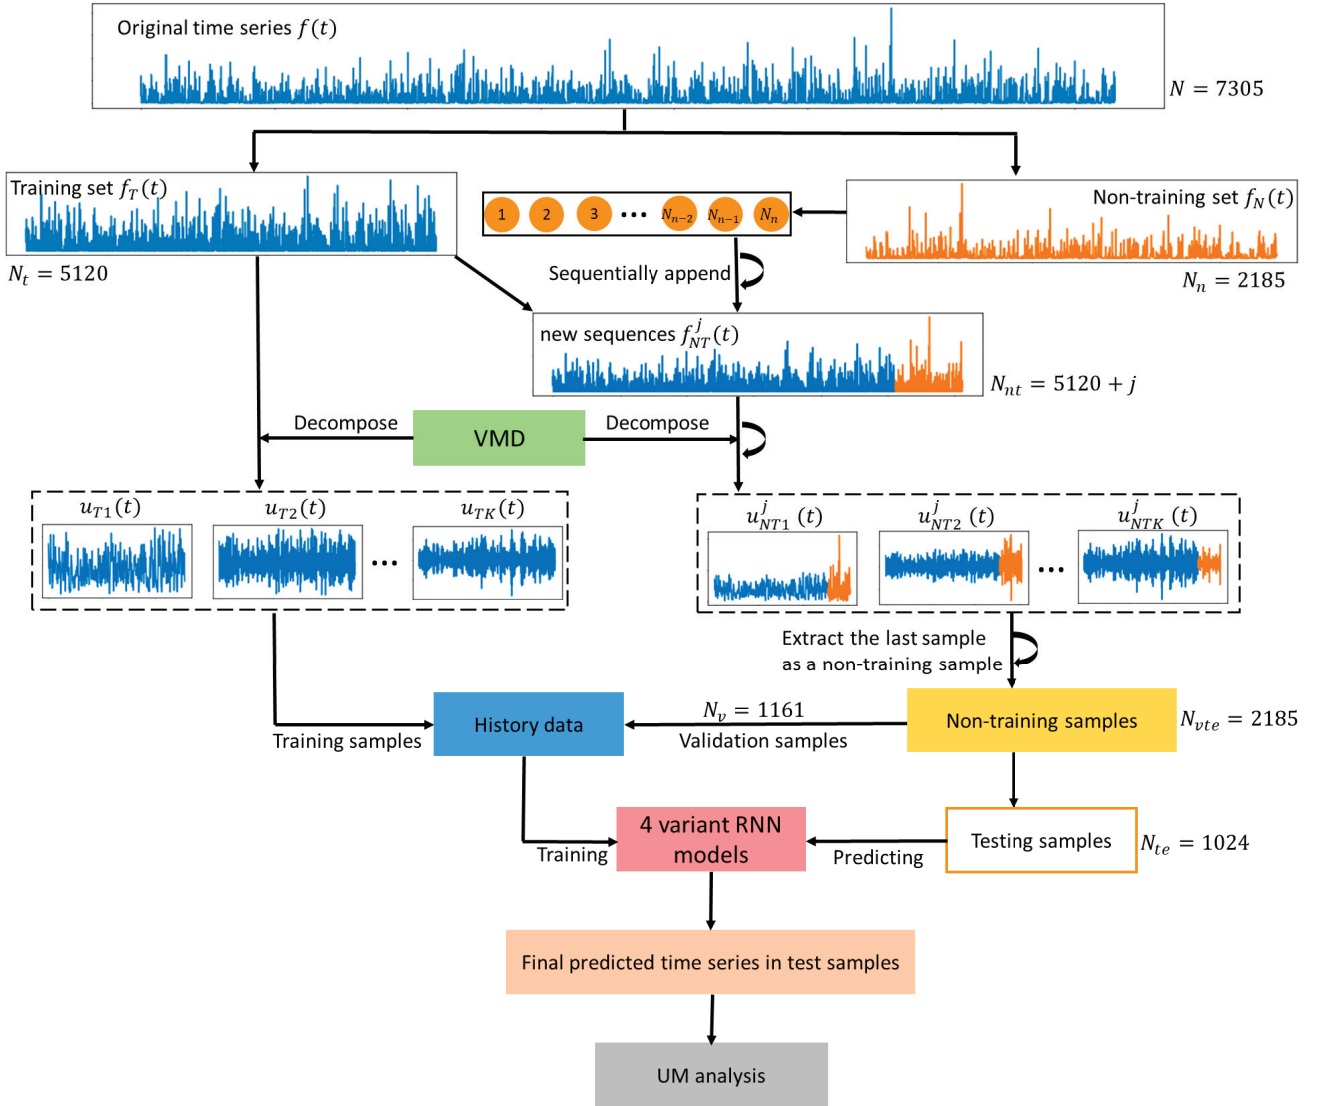 Original time series f(t)
N = 7305
Training set f_T(t)
N_t = 5120
1 2 3 ••• N_{n−2} N_{n−1} N_n
Non-training set f_N(t)
N_n = 2185
Sequentially append
new sequences f_{NT}^j(t)
N_{nt} = 5120 + j
Decompose
VMD
Decompose
u_{T1}(t) u_{T2}(t) u_{TK}(t)
•••
u_{NT1}^j (t) u_{NT2}^j (t) u_{NTK}^j (t)
•••
Extract the last sample
as a non-training sample
Training samples
History data
N_v = 1161
Validation samples
Non-training samples
N_{vte} = 2185
Training
4 variant RNN
models
Predicting
Testing samples
N_{te} = 1024
Final predicted time series in test samples
UM analysis